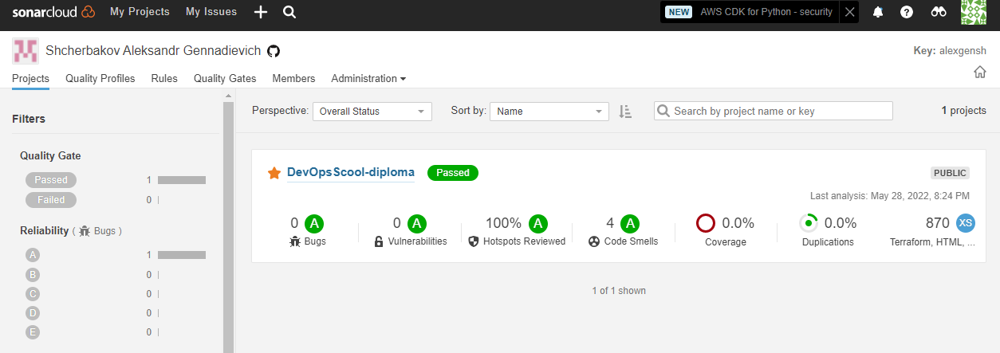 sonarcloud My Projects My Issues NEW AWS CDK for Python - security
Shcherbakov Aleksandr Gennadievich Key: alexgensh
Projects Quality Profiles Rules Quality Gates Members Administration
Filters
Perspective: Overall Status Sort by: Name Search by project name or key 1 projects
Quality Gate
Passed 1
Failed 0
Reliability ( Bugs )
A 1
B 0
C 0
D 0
E 0
DevOpsScool-diploma Passed PUBLIC
Last analysis: May 28, 2022, 8:24 PM
0 A 0 A 100% A 4 A 0.0% 0.0% 870 XS
Bugs Vulnerabilities Hotspots Reviewed Code Smells Coverage Duplications Terraform, HTML, ...
1 of 1 shown